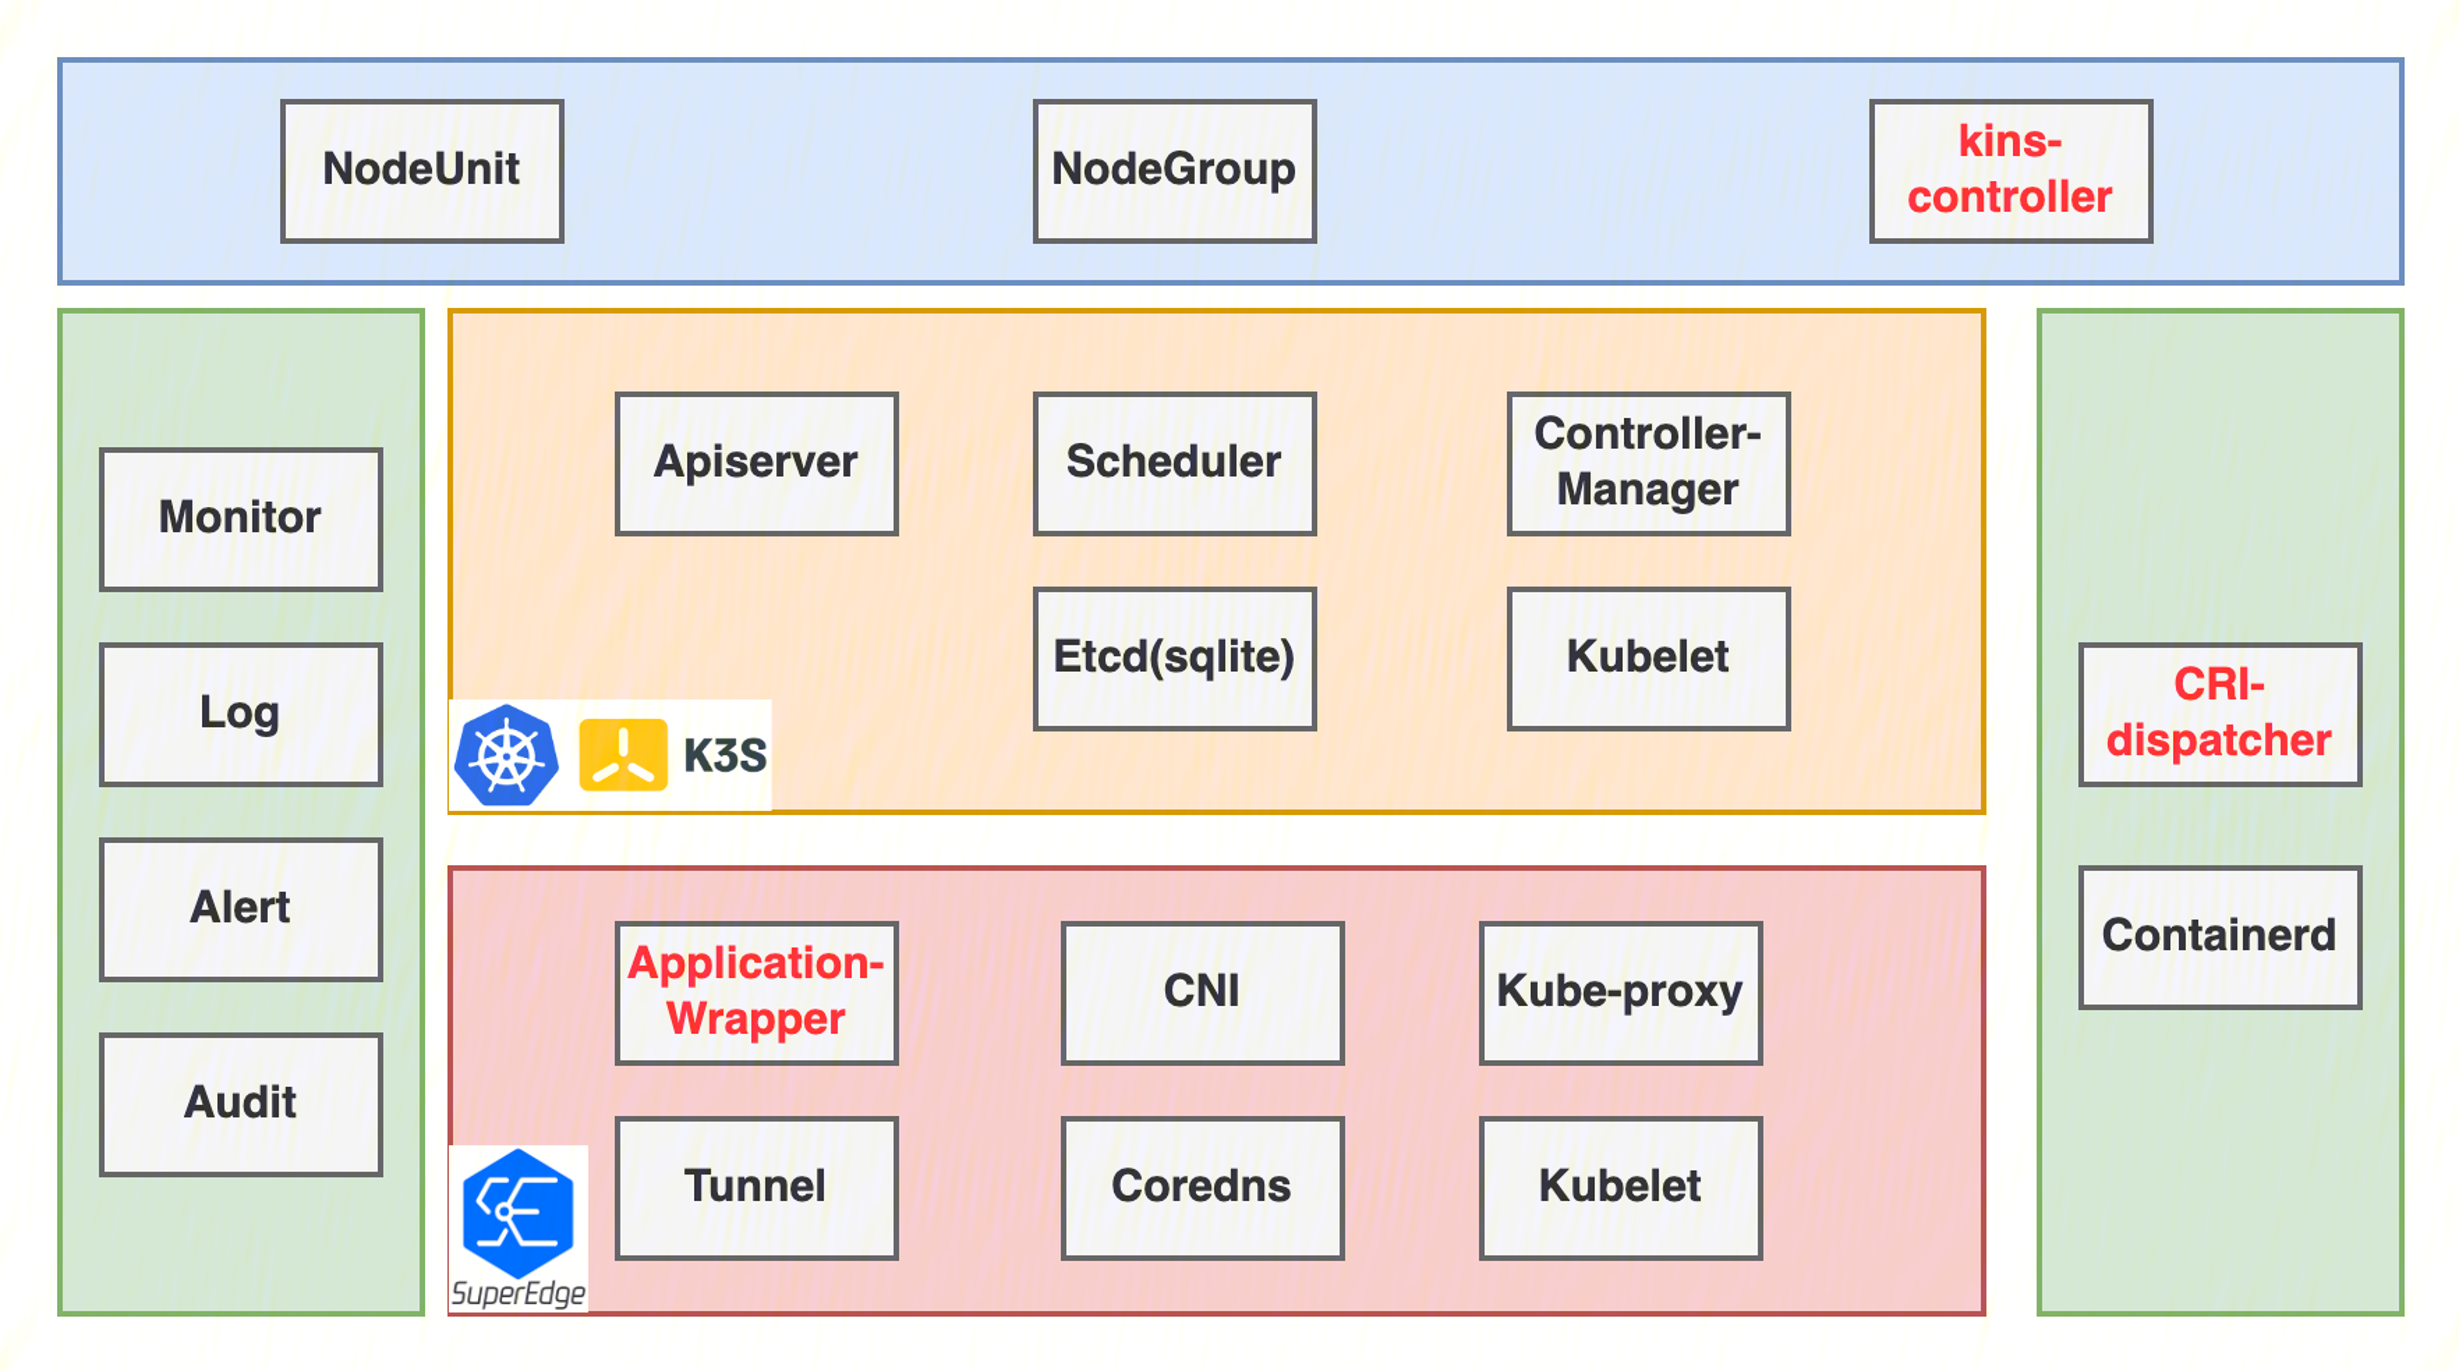 NodeUnit
NodeGroup
kins-
controller
Monitor
Log
Alert
Audit
Apiserver
Scheduler
Controller-
Manager
Etcd(sqlite)
Kubelet
K3S
Application-
Wrapper
CNI
Kube-proxy
Tunnel
Coredns
Kubelet
SuperEdge
CRI-
dispatcher
Containerd